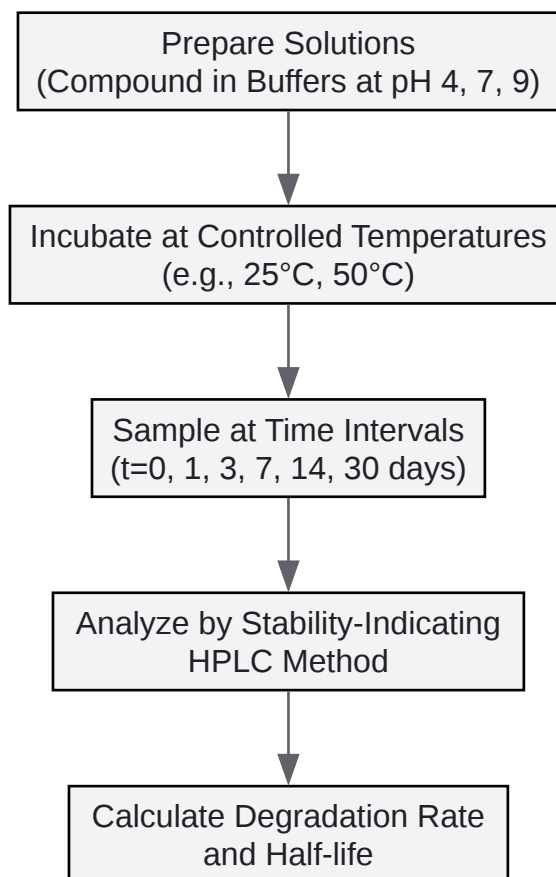 Prepare Solutions
(Compound in Buffers at pH 4, 7, 9)
Incubate at Controlled Temperatures
(e.g., 25°C, 50°C)
Sample at Time Intervals
(t=0, 1, 3, 7, 14, 30 days)
Analyze by Stability-Indicating
HPLC Method
Calculate Degradation Rate
and Half-life